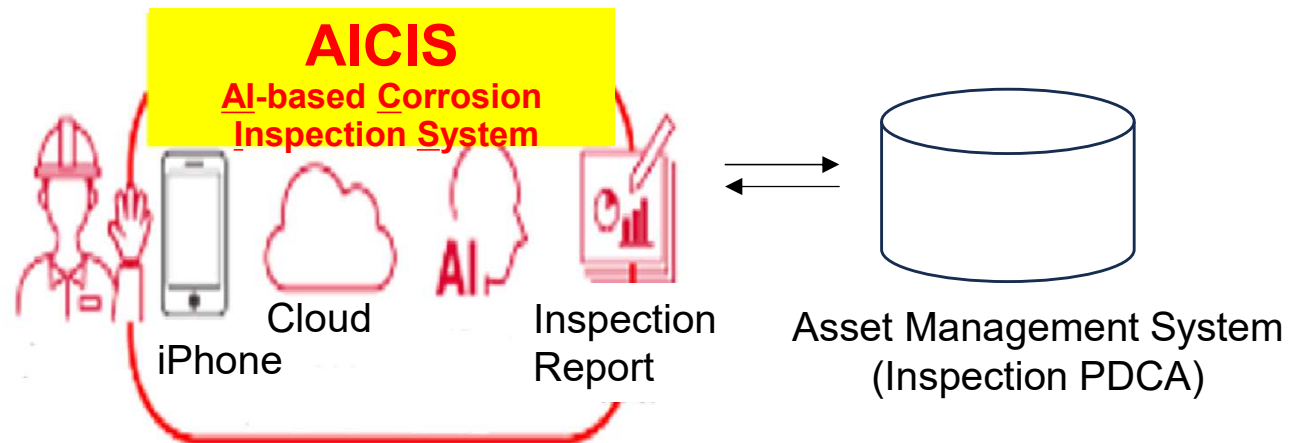 AICIS
AI-based Corrosion
Inspection System
AI
Cloud
iPhone
Inspection
Report
Asset Management System
(Inspection PDCA)